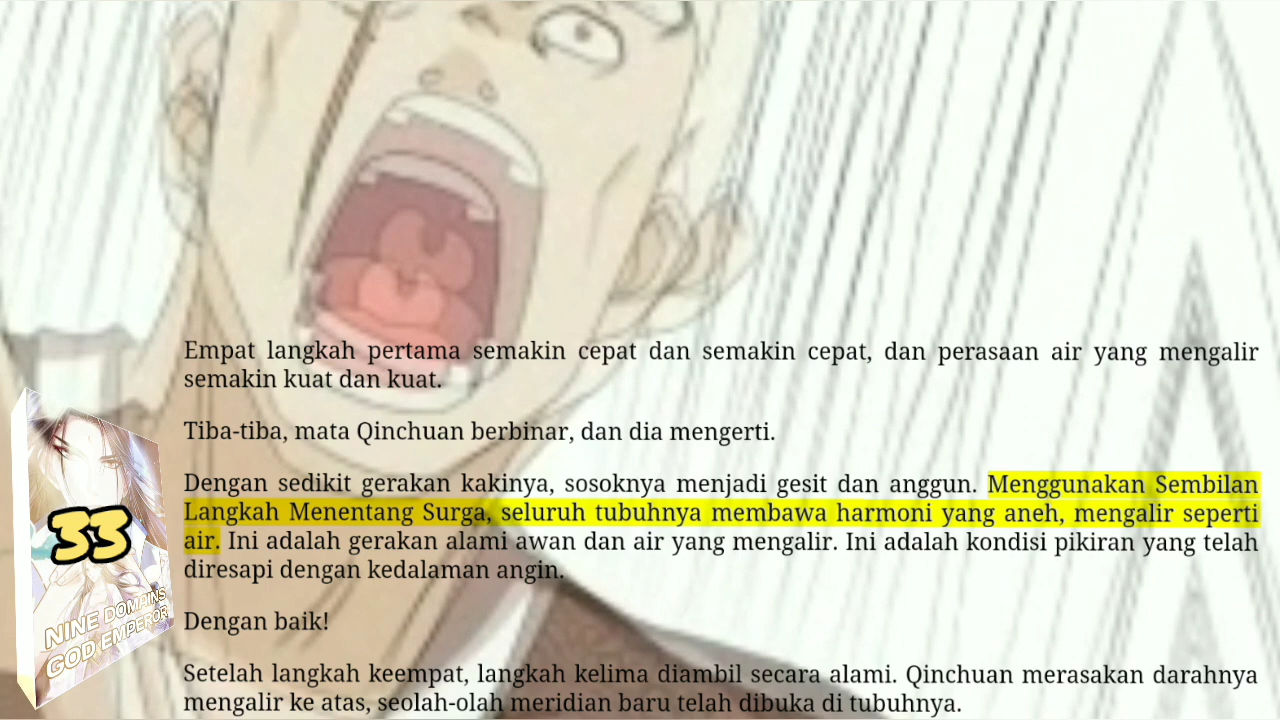 Empat langkah pertama semakin cepat dan semakin cepat, dan perasaan air yang mengalir
semakin kuat dan kuat.
Tiba-tiba, mata Qinchuan berbinar, dan dia mengerti.
Dengan sedikit gerakan kakinya, sosoknya menjadi gesit dan anggun. Menggunakan Sembilan
Langkah Menentang Surga, seluruh tubuhnya membawa harmoni yang aneh, mengalir seperti
air. Ini adalah gerakan alami awan dan air yang mengalir. Ini adalah kondisi pikiran yang telah
diresapi dengan kedalaman angin.
Dengan baik!
Setelah langkah keempat, langkah kelima diambil secara alami. Qinchuan merasakan darahnya
mengalir ke atas, seolah-olah meridian baru telah dibuka di tubuhnya.
33
NINE DOMAINS
GOD EMPEROR